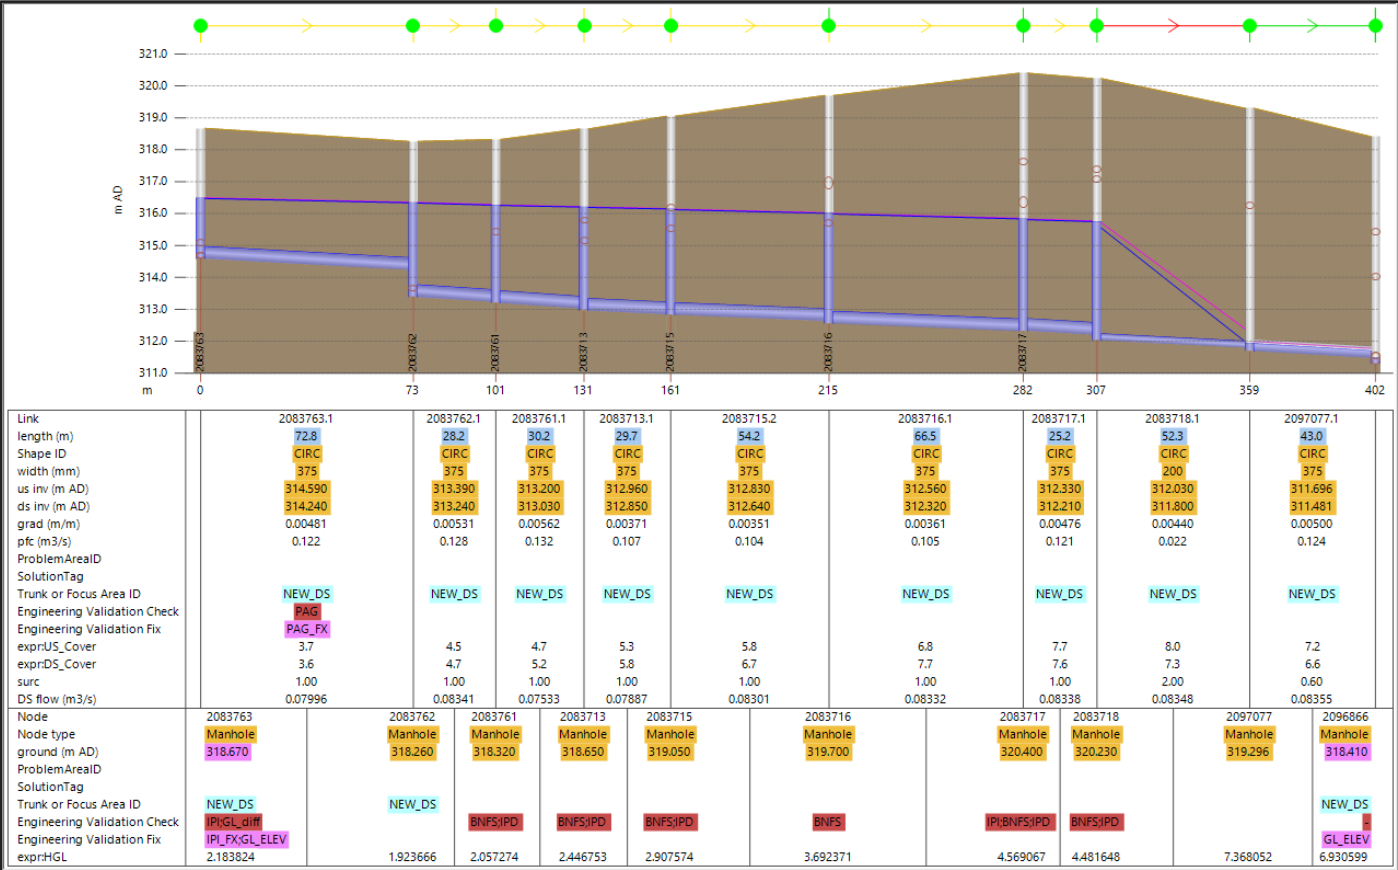 321.0
320.0
319.0
318.0
317.0
316.0
315.0
314.0
313.0
312.0
311.0
m AD
2083763
2083762
2083761
2083713
2083715
2083716
2083717
m 0 73 101 131 161 215 282 307 359 402
Link 2083763.1 2083762.1 2083761.1 2083713.1 2083715.2 2083716.1 2083717.1 2083718.1 2097077.1
length (m) 72.8 28.2 30.2 29.7 54.2 66.5 25.2 52.3 43.0
Shape ID CIRC CIRC CIRC CIRC CIRC CIRC CIRC CIRC CIRC
width (mm) 375 375 375 375 375 375 375 200 375
us inv (m AD) 314.590 313.390 313.200 312.960 312.830 312.560 312.330 312.030 311.696
ds inv (m AD) 314.240 313.240 313.030 312.850 312.640 312.320 312.210 311.800 311.481
grad (m/m) 0.00481 0.00531 0.00562 0.00371 0.00351 0.00361 0.00476 0.00440 0.00500
pfc (m3/s) 0.122 0.128 0.132 0.107 0.104 0.105 0.121 0.022 0.124
ProblemAreaID
SolutionTag
Trunk or Focus Area ID NEW_DS NEW_DS NEW_DS NEW_DS NEW_DS NEW_DS NEW_DS NEW_DS NEW_DS
Engineering Validation Check PAG
Engineering Validation Fix PAG_FX
expr:US_Cover 3.7 4.5 4.7 5.3 5.8 6.8 7.7 8.0 7.2
expr:DS_Cover 3.6 4.7 5.2 5.8 6.7 7.7 7.6 7.3 6.6
surc 1.00 1.00 1.00 1.00 1.00 1.00 1.00 2.00 0.60
DS flow (m3/s) 0.07996 0.08341 0.07533 0.07887 0.08301 0.08332 0.08338 0.08348 0.08355
Node 2083763 2083762 2083761 2083713 2083715 2083716 2083717 2083718 2097077 2096866
Node type Manhole Manhole Manhole Manhole Manhole Manhole Manhole Manhole Manhole Manhole
ground (m AD) 318.670 318.260 318.320 318.650 319.050 319.700 320.400 320.230 319.296 318.410
ProblemAreaID
SolutionTag
Trunk or Focus Area ID NEW_DS NEW_DS NEW_DS
Engineering Validation Check IPI;GL_diff BNFS;IPD BNFS;IPD BNFS;IPD BNFS IPI;BNFS;IPD BNFS;IPD -
Engineering Validation Fix IPI_FX;GL_ELEV GL_ELEV
expr:HGL 2.183824 1.923666 2.057274 2.446753 2.907574 3.692371 4.569067 4.481648 7.368052 6.930599